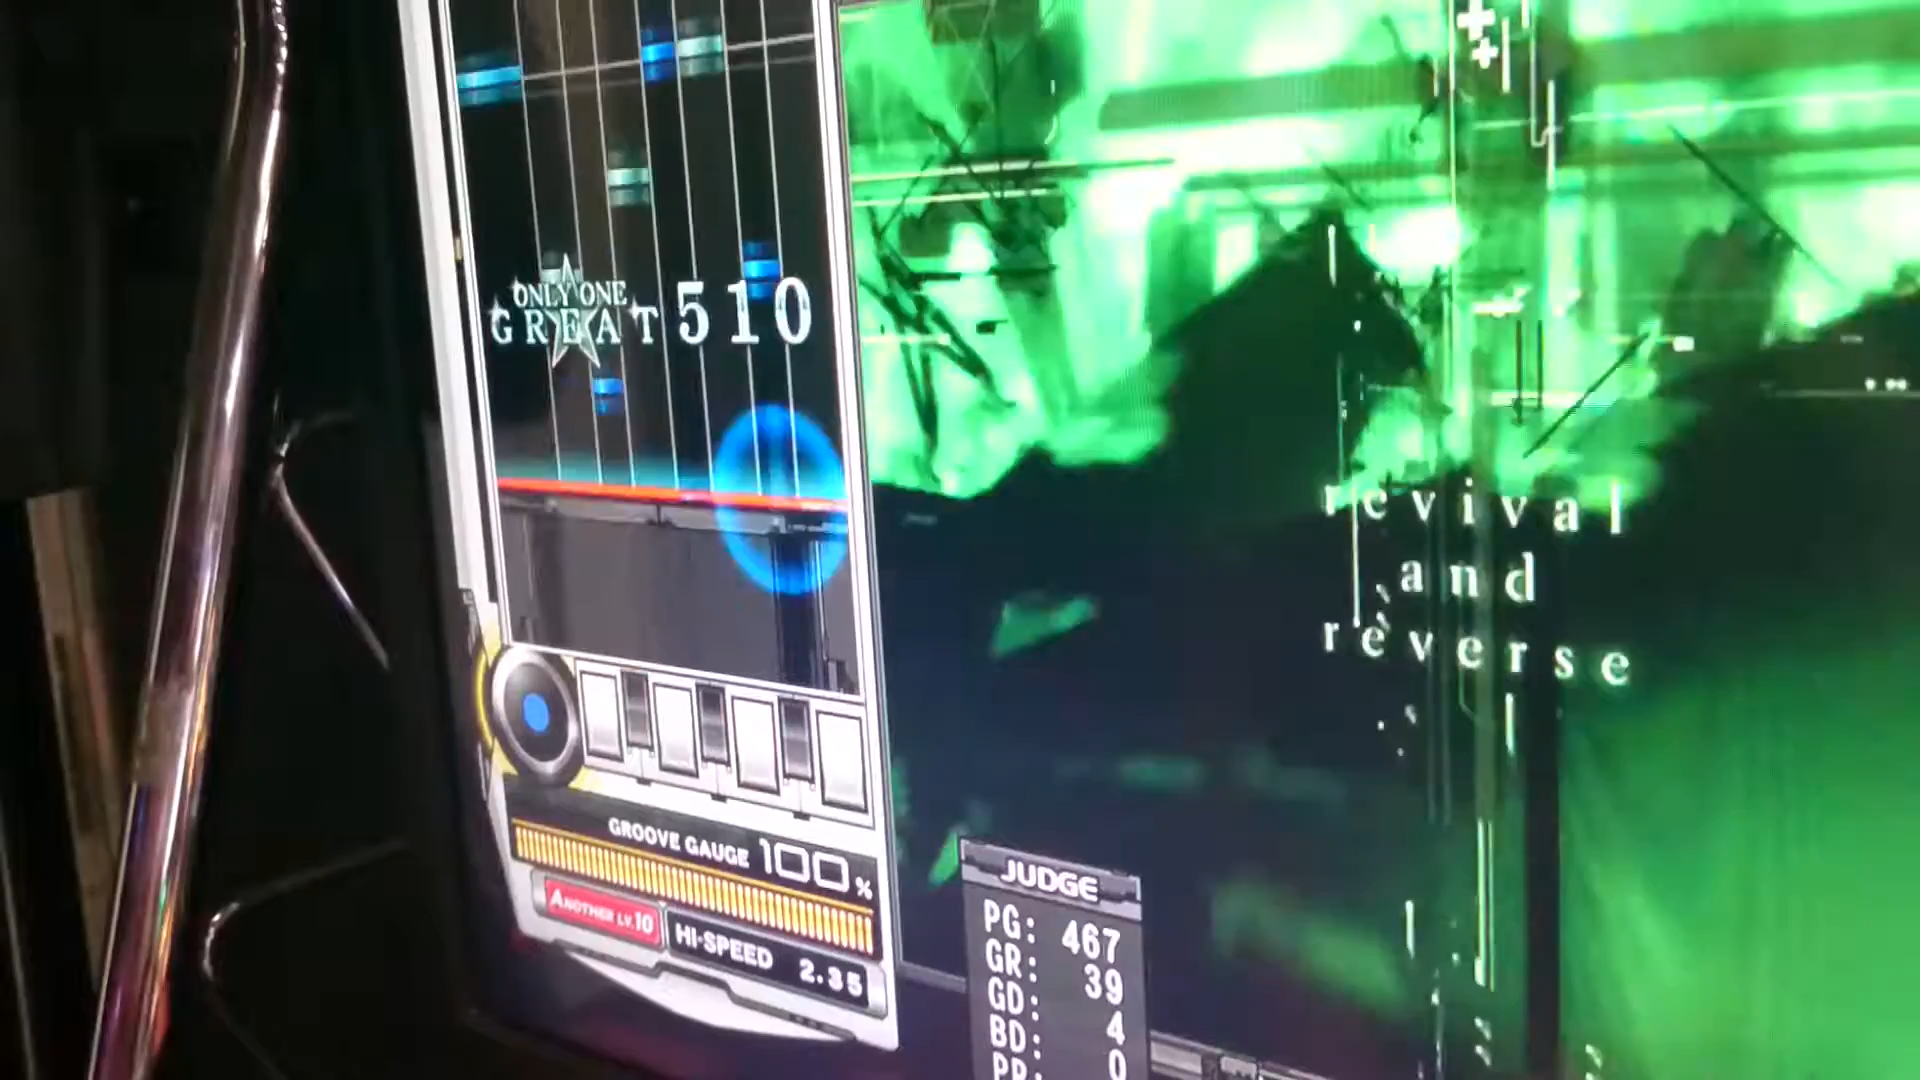 ONLY ONE
GREAT 510
revival
and
reverse
GROOVE GAUGE 100 %
ANOTHER LV.10
HI-SPEED 2.35
JUDGE
PG: 467
GR: 39
GD: 4
BD: 0
PR: